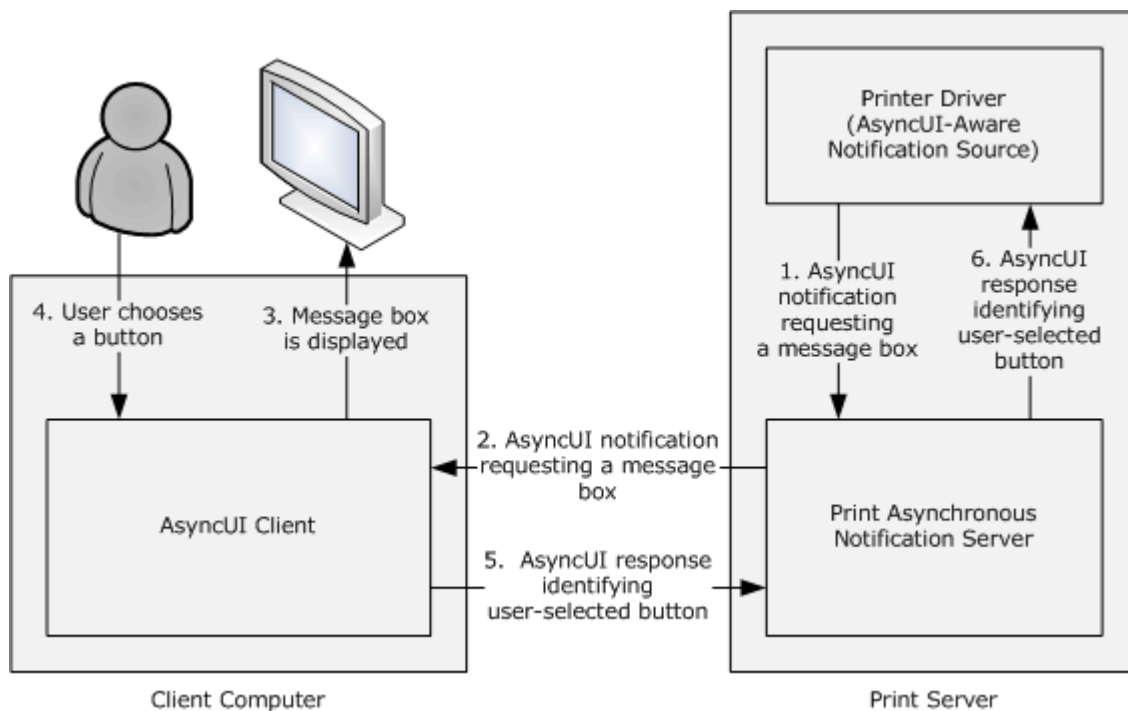 Printer Driver
(AsyncUI-Aware
Notification Source)
1. AsyncUI
notification
requesting
a message box
6. AsyncUI
response
identifying
user-selected
button
4. User chooses
a button
3. Message box
is displayed
2. AsyncUI notification
requesting a message
box
AsyncUI Client
Print Asynchronous
Notification Server
5. AsyncUI response
identifying
user-selected button
Client Computer
Print Server